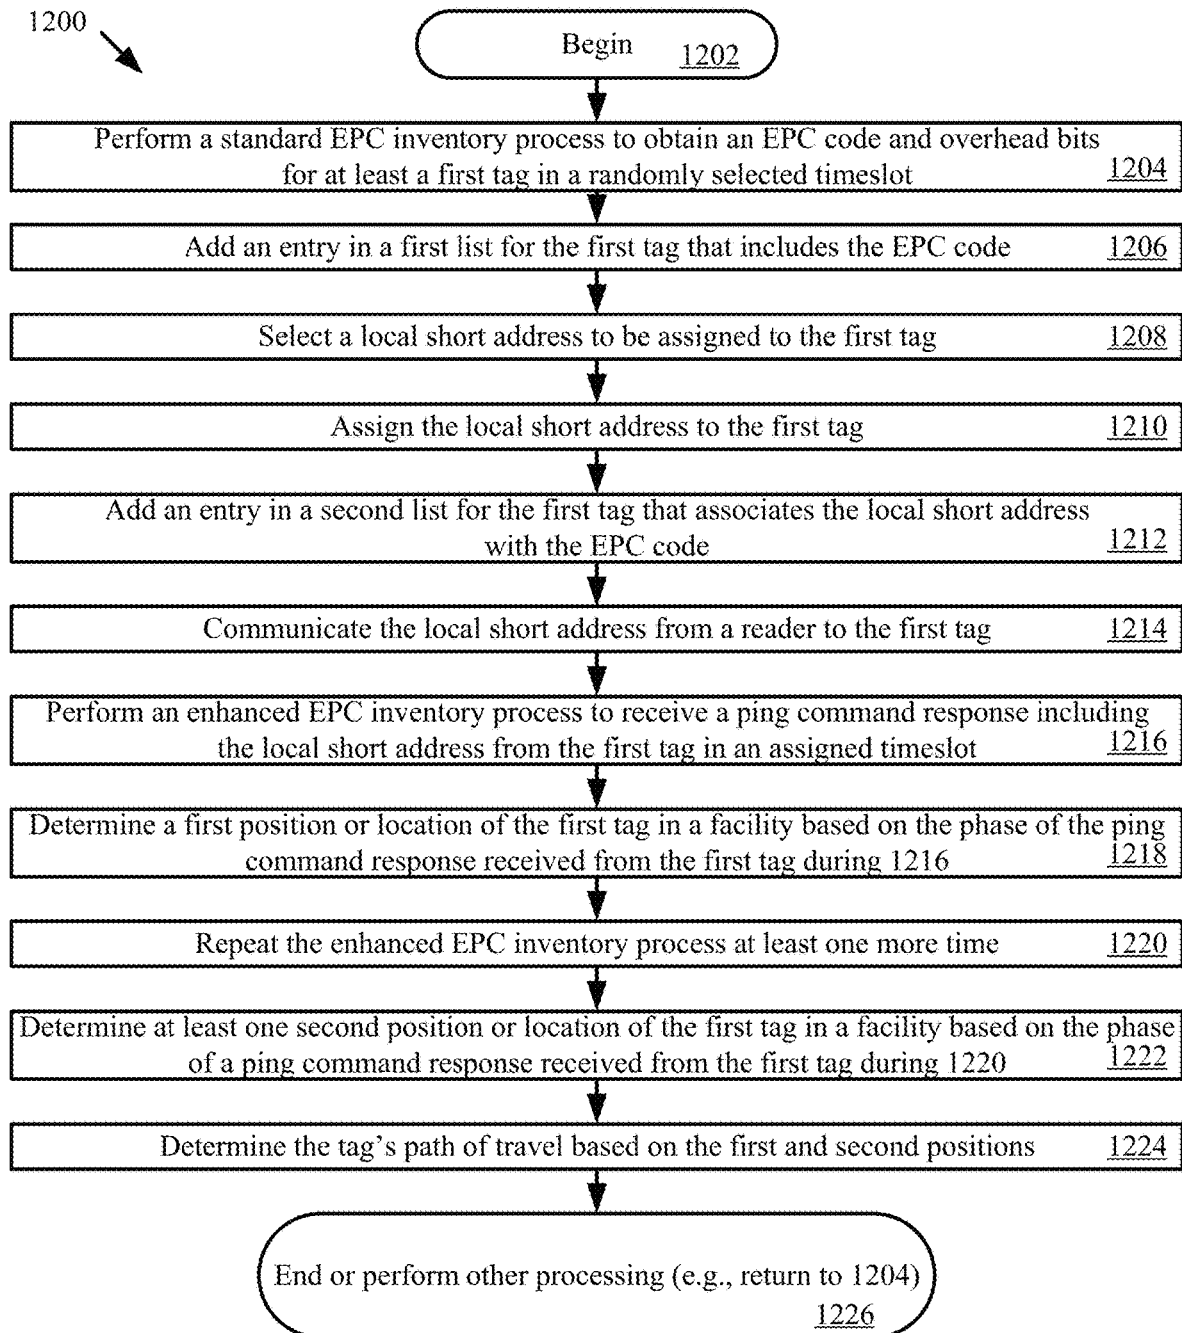 1200
Begin
1202
Perform a standard EPC inventory process to obtain an EPC code and overhead bits
for at least a first tag in a randomly selected timeslot
1204
Add an entry in a first list for the first tag that includes the EPC code
1206
Select a local short address to be assigned to the first tag
1208
Assign the local short address to the first tag
1210
Add an entry in a second list for the first tag that associates the local short address
with the EPC code
1212
Communicate the local short address from a reader to the first tag
1214
Perform an enhanced EPC inventory process to receive a ping command response including
the local short address from the first tag in an assigned timeslot
1216
Determine a first position or location of the first tag in a facility based on the phase of the ping
command response received from the first tag during 1216
1218
Repeat the enhanced EPC inventory process at least one more time
1220
Determine at least one second position or location of the first tag in a facility based on the phase
of a ping command response received from the first tag during 1220
1222
Determine the tag's path of travel based on the first and second positions
1224
End or perform other processing (e.g., return to 1204)
1226